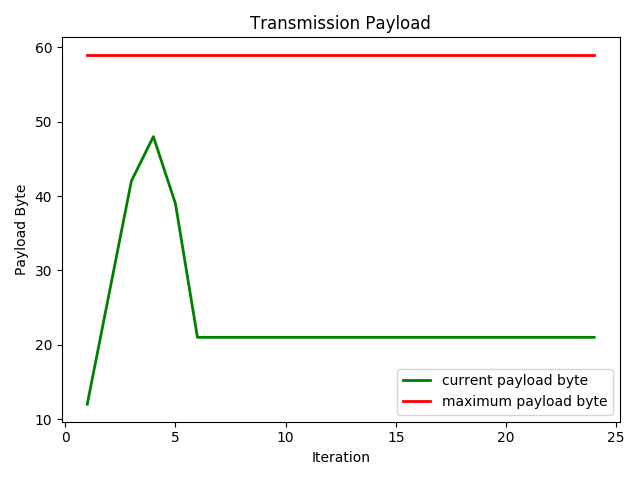 Transmission Payload
60
50
40
30
20
10
Payload Byte
0
5
10
15
20
25
Iteration
current payload byte
maximum payload byte